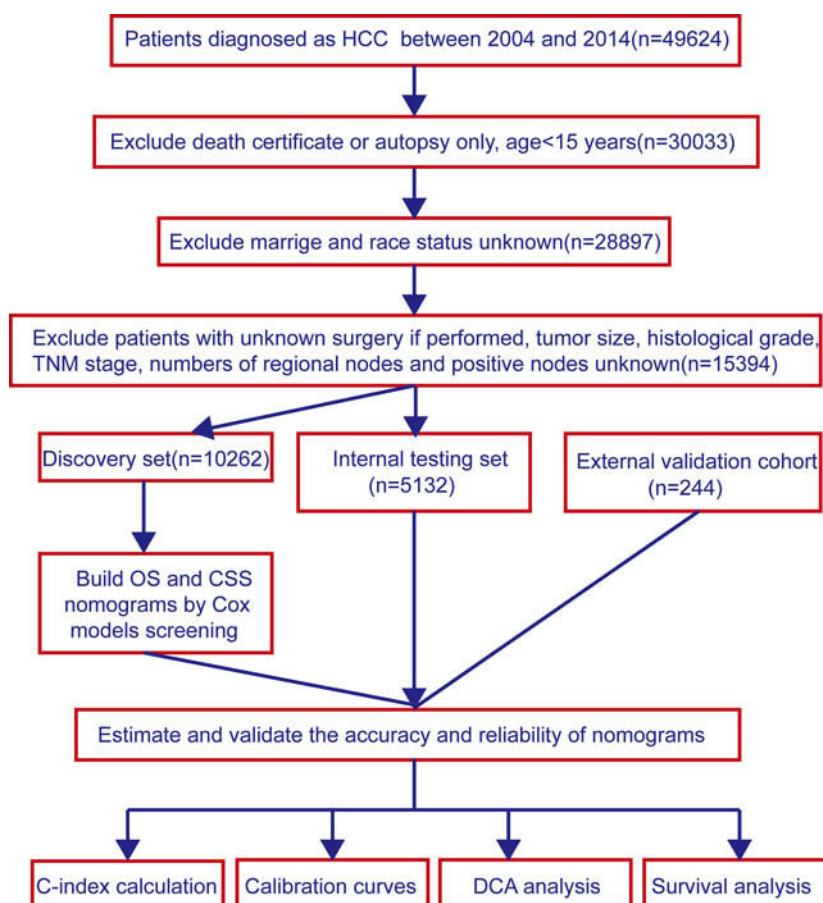 Patients diagnosed as HCC between 2004 and 2014(n=49624)
Exclude death certificate or autopsy only, age<15 years(n=30033)
Exclude marrige and race status unknown(n=28897)
Exclude patients with unknown surgery if performed, tumor size, histological grade,
TNM stage, numbers of regional nodes and positive nodes unknown(n=15394)
Discovery set(n=10262)
Internal testing set
(n=5132)
External validation cohort
(n=244)
Build OS and CSS
nomograms by Cox
models screening
Estimate and validate the accuracy and reliability of nomograms
C-index calculation
Calibration curves
DCA analysis
Survival analysis